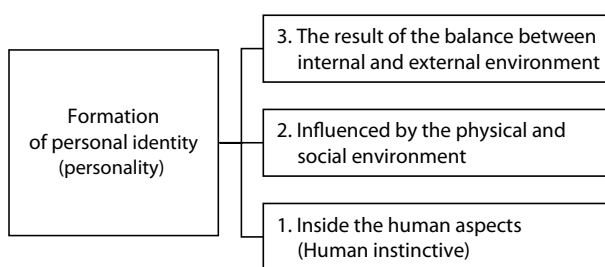 Formation
of personal identity
(personality)
3. The result of the balance between
internal and external environment
2. Influenced by the physical and
social environment
1. Inside the human aspects
(Human instinctive)